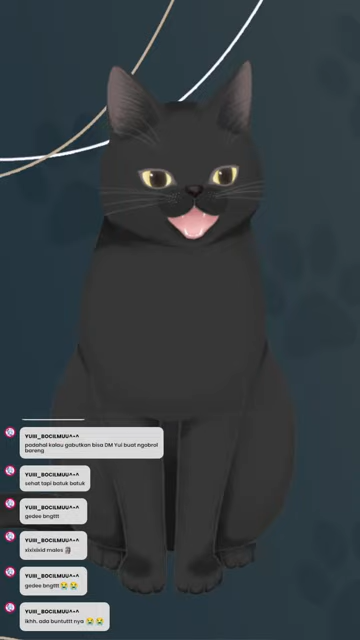 YUIII_BOCILMUU^-^
padahal kalau gabutkan bisa DM Yui buat ngobrol
bareng
YUIII_BOCILMUU^-^
sehat tapi batuk batuk
YUIII_BOCILMUU^-^
gedee bngttt
YUIII_BOCILMUU^-^
xixixixid males 🗿
YUIII_BOCILMUU^-^
gedee bngttt 😭😭
YUIII_BOCILMUU^-^
ikhh, ada buntuttt nya 😭😭